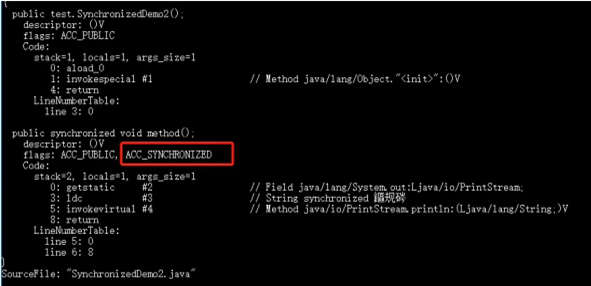 {
public test.SynchronizedDemo2();
descriptor: ()V
flags: ACC_PUBLIC
Code:
stack=1, locals=1, args_size=1
0: aload_0
1: invokespecial #1 // Method java/lang/Object."<init>":()V
4: return
LineNumberTable:
line 3: 0
public synchronized void method();
descriptor: ()V
flags: ACC_PUBLIC, ACC_SYNCHRONIZED
Code:
stack=2, locals=1, args_size=1
0: getstatic #2 // Field java/lang/System.out:Ljava/io/PrintStream;
3: ldc #3 // String synchronized
5: invokevirtual #4 // Method java/io/PrintStream.println:(Ljava/lang/String;)V
8: return
LineNumberTable:
line 5: 0
line 6: 8
}
SourceFile: "SynchronizedDemo2.java"